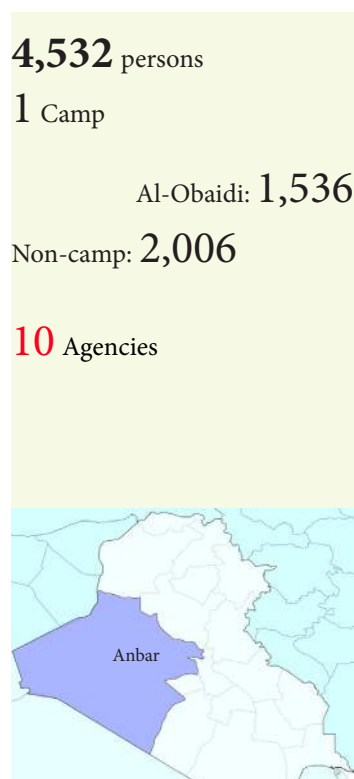 4,532 persons
1 Camp
Al-Obaidi: 1,536
Non-camp: 2,006
10 Agencies
Anbar